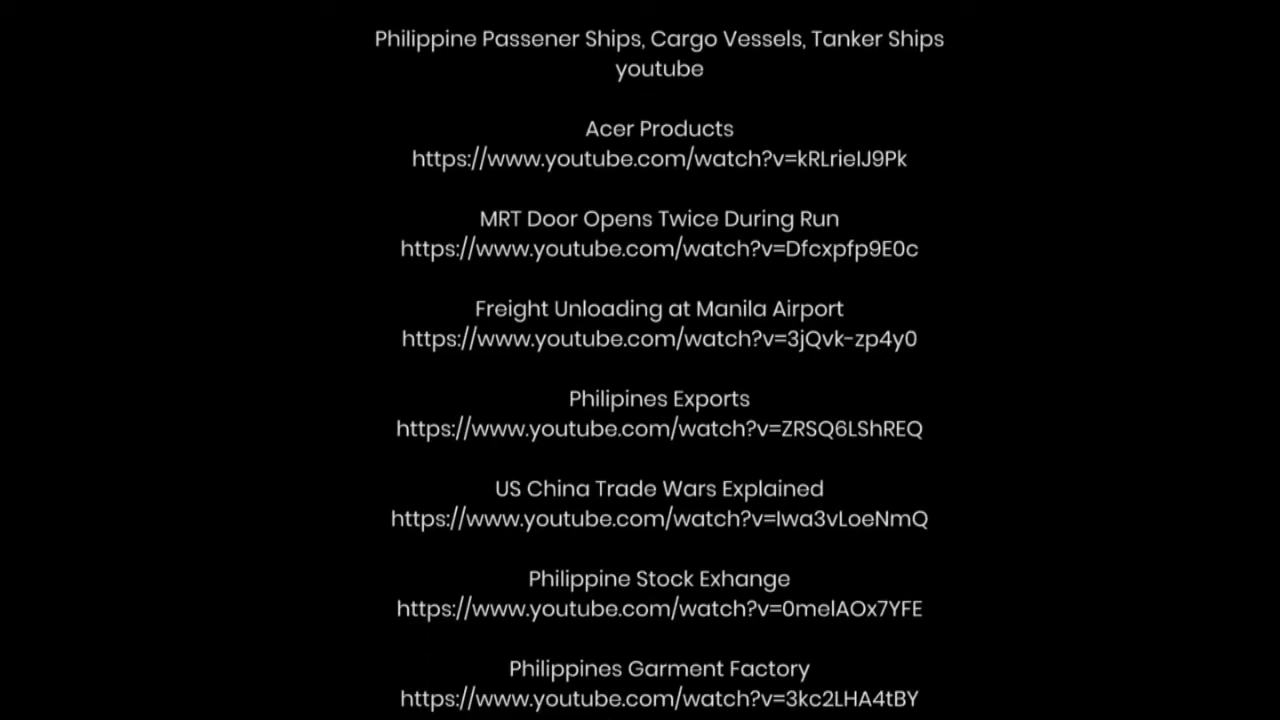 Philippine Passener Ships, Cargo Vessels, Tanker Ships
youtube
Acer Products
https://www.youtube.com/watch?v=kRLrieIJ9Pk
MRT Door Opens Twice During Run
https://www.youtube.com/watch?v=Dfcxpfp9E0c
Freight Unloading at Manila Airport
https://www.youtube.com/watch?v=3jQvk-zp4y0
Philipines Exports
https://www.youtube.com/watch?v=ZRSQ6LShREQ
US China Trade Wars Explained
https://www.youtube.com/watch?v=Iwa3vLoeNmQ
Philippine Stock Exhange
https://www.youtube.com/watch?v=0melAOx7YFE
Philippines Garment Factory
https://www.youtube.com/watch?v=3kc2LHA4tBY